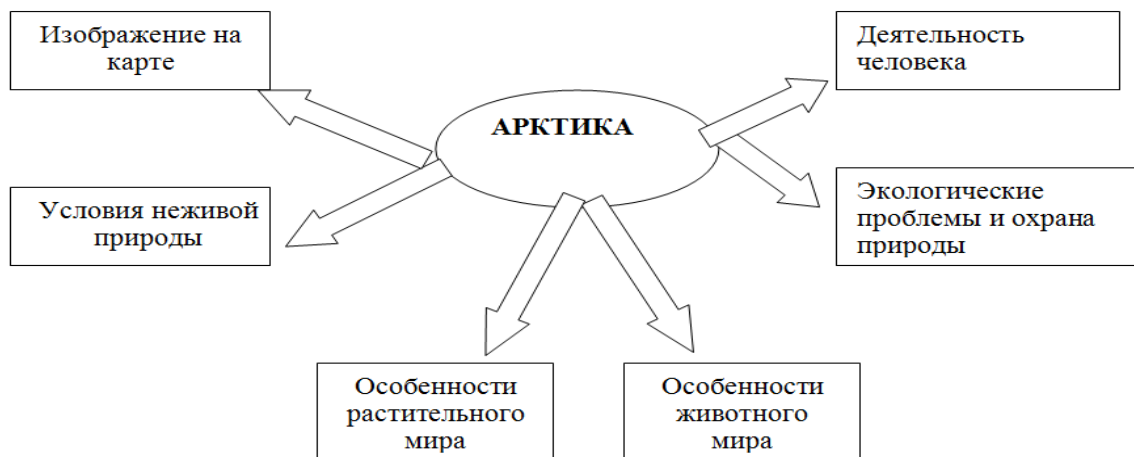 Изображение на
карте
Деятельность
человека
АРКТИКА
Условия неживой
природы
Экологические
проблемы и охрана
природы
Особенности
растительного
мира
Особенности
животного
мира